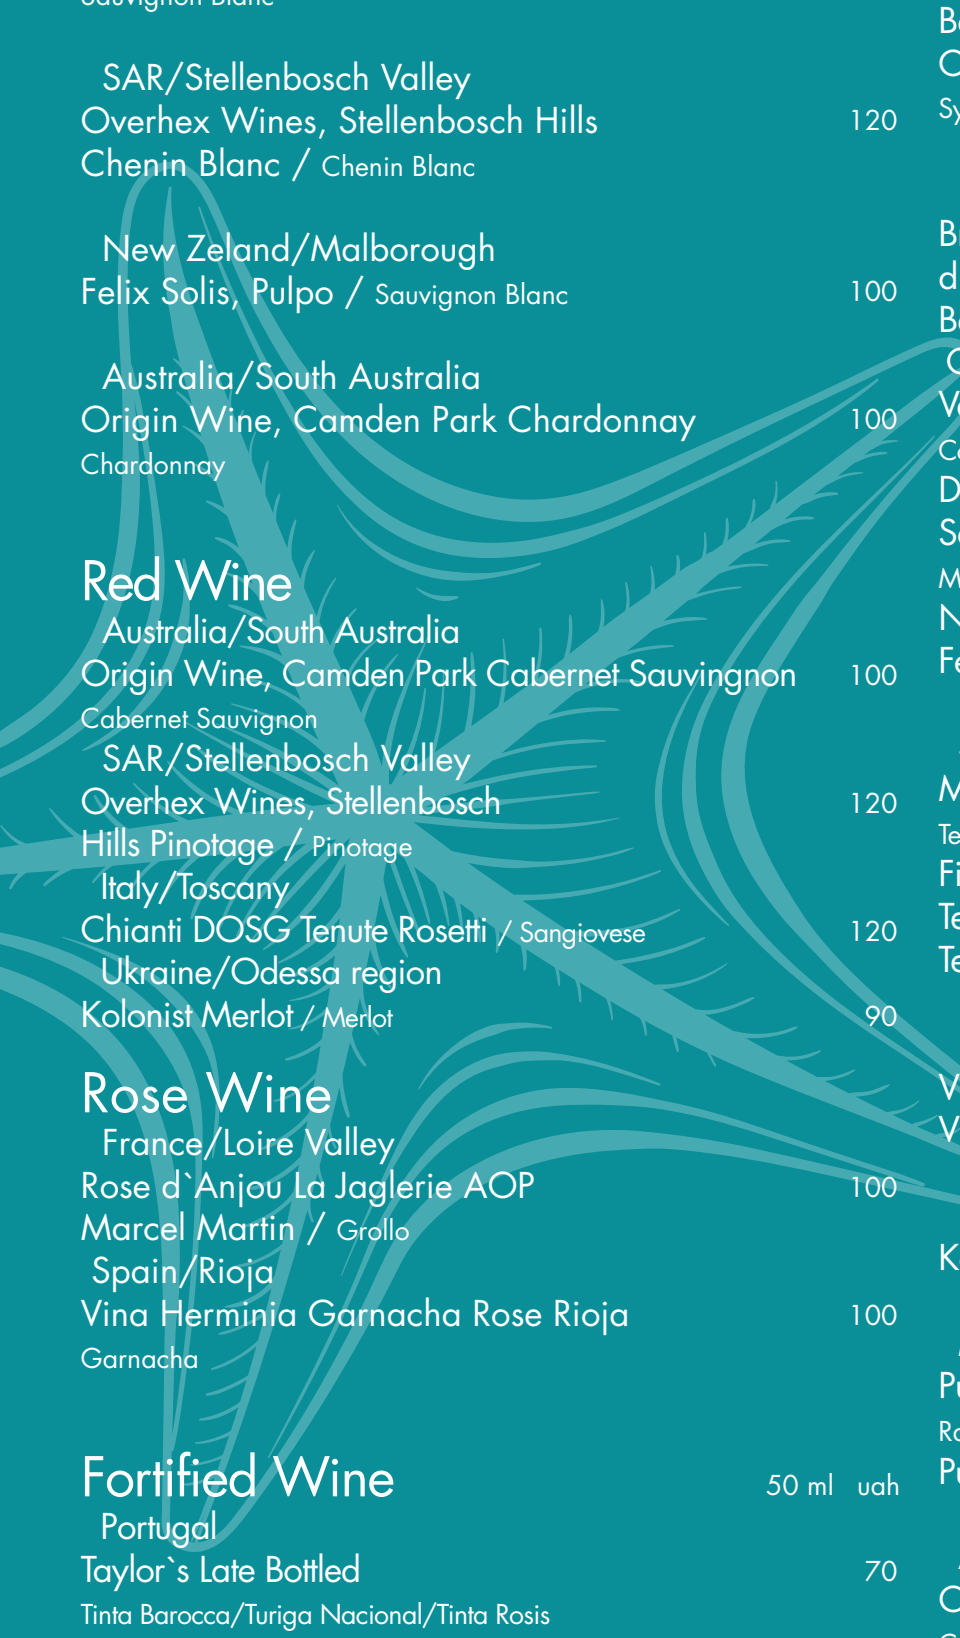 Sauvignon Blanc
SAR/Stellenbosch Valley
Overhex Wines, Stellenbosch Hills 120
Chenin Blanc / Chenin Blanc
New Zeland/Malborough
Felix Solis, Pulpo / Sauvignon Blanc 100
Australia/South Australia
Origin Wine, Camden Park Chardonnay 100
Chardonnay
Red Wine
Australia/South Australia
Origin Wine, Camden Park Cabernet Sauvingnon 100
Cabernet Sauvignon
SAR/Stellenbosch Valley
Overhex Wines, Stellenbosch 120
Hills Pinotage / Pinotage
Italy/Toscany
Chianti DOSG Tenute Rosetti / Sangiovese 120
Ukraine/Odessa region
Kolonist Merlot / Merlot 90
Rose Wine
France/Loire Valley
Rose d`Anjou La Jaglerie AOP 100
Marcel Martin / Grollo
Spain/Rioja
Vina Herminia Garnacha Rose Rioja 100
Garnacha
Fortified Wine 50 ml uah
Portugal
Taylor`s Late Bottled 70
Tinta Barocca/Turiga Nacional/Tinta Rosis